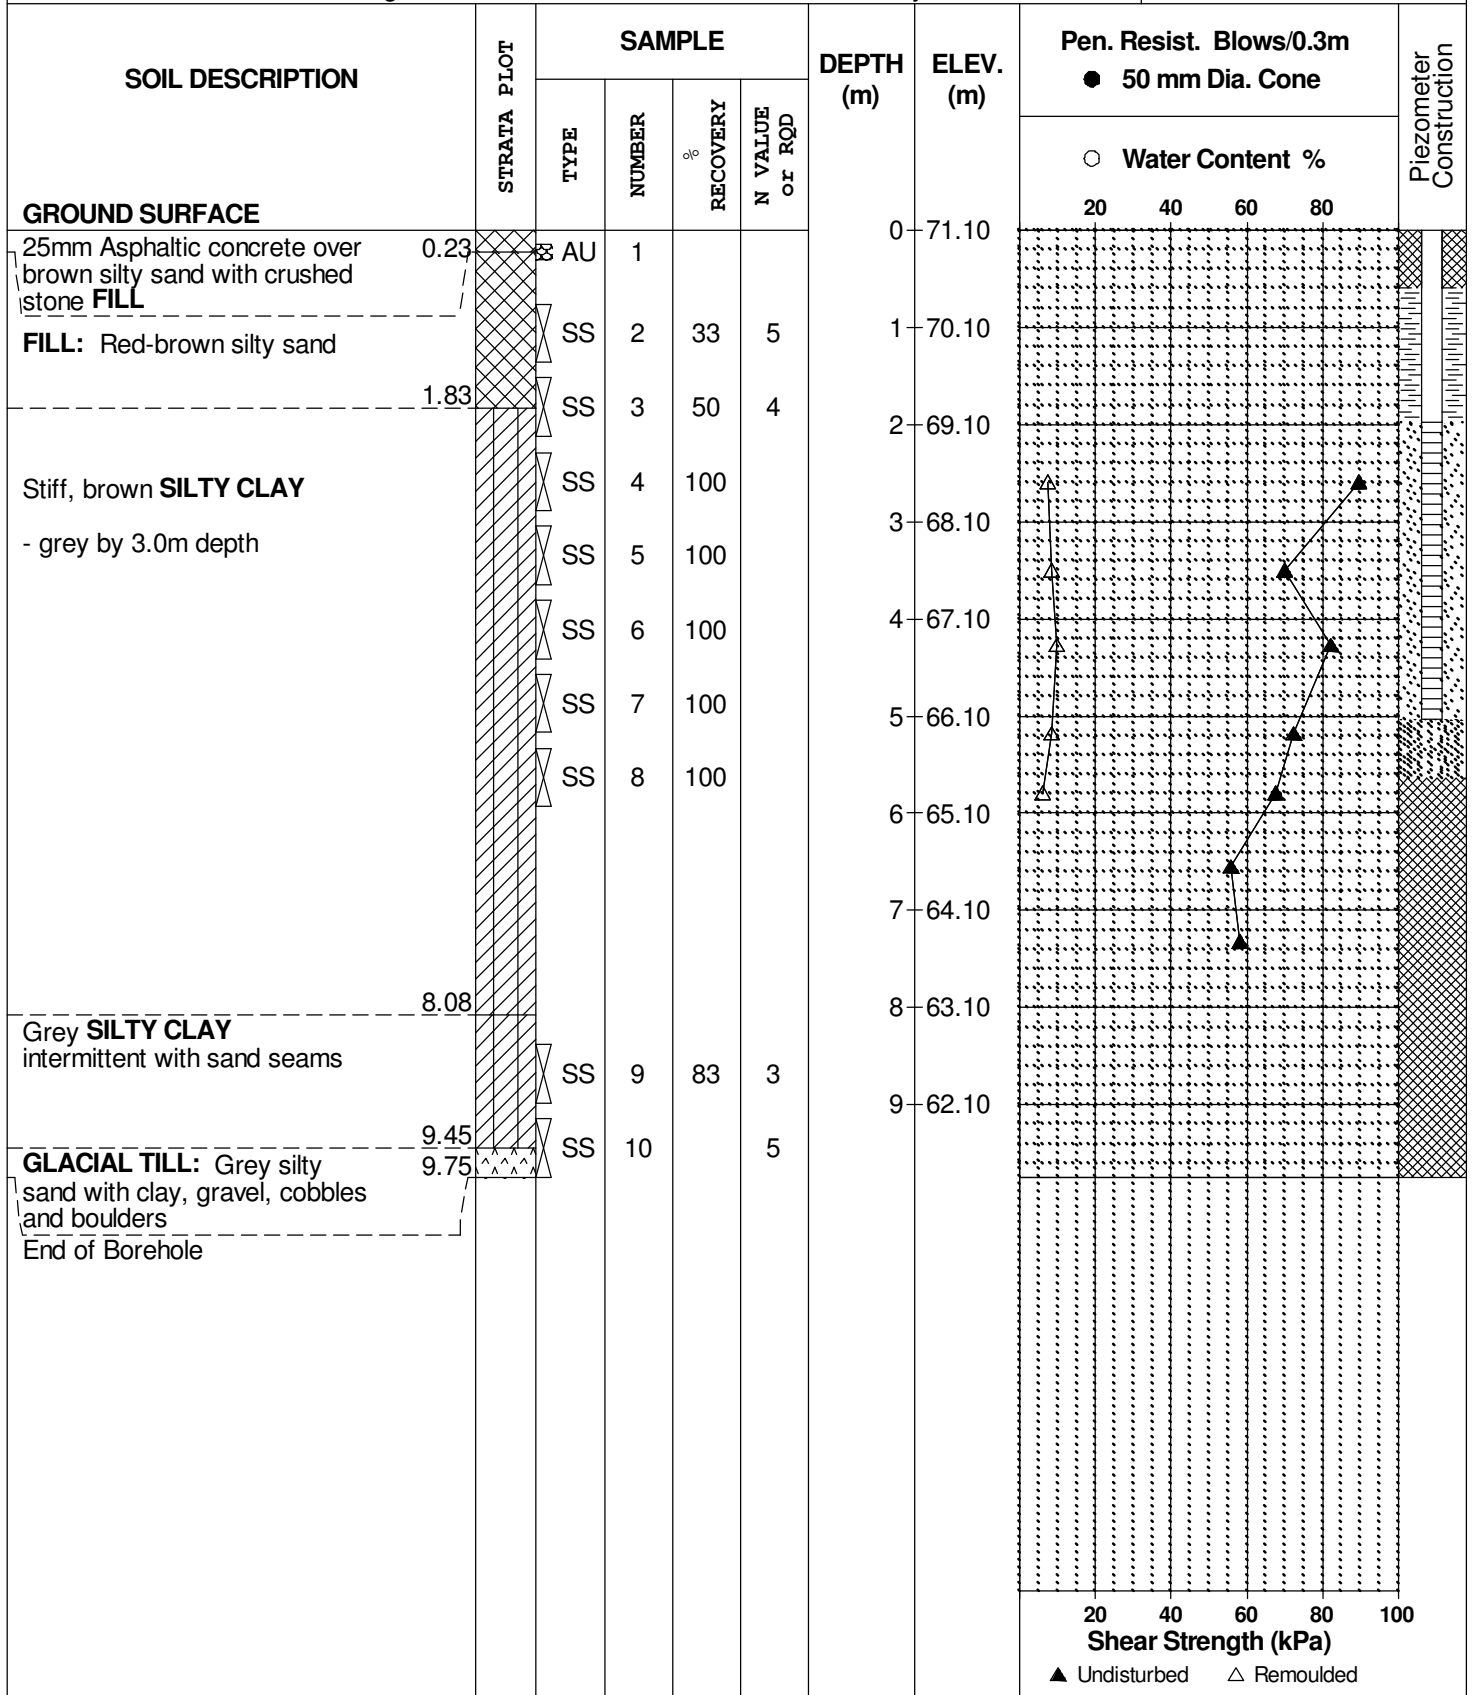 SOIL DESCRIPTION
STRATA PLOT
SAMPLE
TYPE
NUMBER
%
RECOVERY
N VALUE
or RQD
DEPTH
(m)
ELEV.
(m)
Pen. Resist. Blows/0.3m
● 50 mm Dia. Cone
○ Water Content %
20 40 60 80
Piezometer
Construction
GROUND SURFACE
0 71.10
25mm Asphaltic concrete over 0.23
brown silty sand with crushed
stone FILL
AU 1
FILL: Red-brown silty sand
SS 2 33 5
1 70.10
1.83
SS 3 50 4
2 69.10
Stiff, brown SILTY CLAY
SS 4 100
3 68.10
- grey by 3.0m depth
SS 5 100
4 67.10
SS 6 100
SS 7 100
5 66.10
SS 8 100
6 65.10
7 64.10
8.08
8 63.10
Grey SILTY CLAY
intermittent with sand seams
SS 9 83 3
9 62.10
9.45
SS 10 5
GLACIAL TILL: Grey silty 9.75
sand with clay, gravel, cobbles
and boulders
End of Borehole
20 40 60 80 100
Shear Strength (kPa)
▲ Undisturbed △ Remoulded